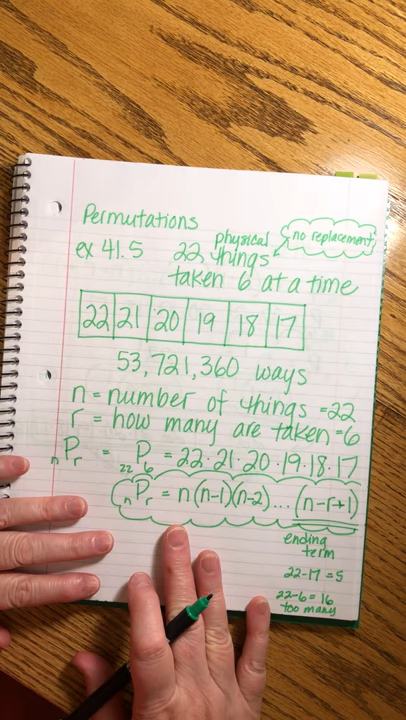 Permutations
no replacement
ex 41.5 22 physical things
taken 6 at a time
22 21 20 19 18 17
53,721,360 ways
n = number of things = 22
r = how many are taken = 6
nPr = 22P6 = 22·21·20·19·18·17
nPr = n(n-1)(n-2)....(n-r+1)
ending
term
22-17 = 5
22-6 = 16
too many